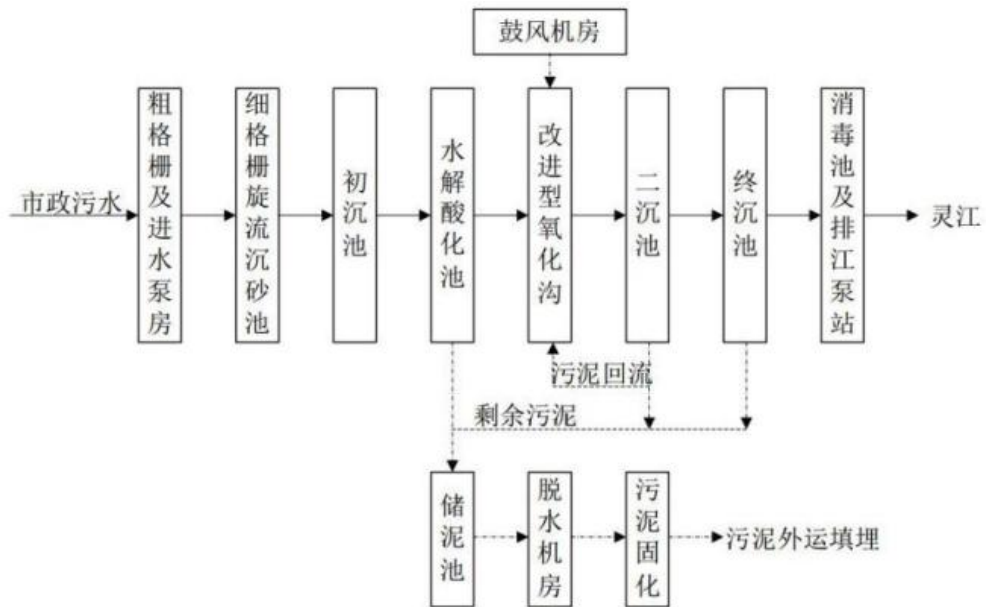 鼓风机房
市政污水
粗格栅及进水泵房
细格栅旋流沉砂池
初沉池
水解酸化池
改进型氧化沟
二沉池
终沉池
消毒池及排江泵站
灵江
污泥回流
剩余污泥
储泥池
脱水机房
污泥固化
污泥外运填埋